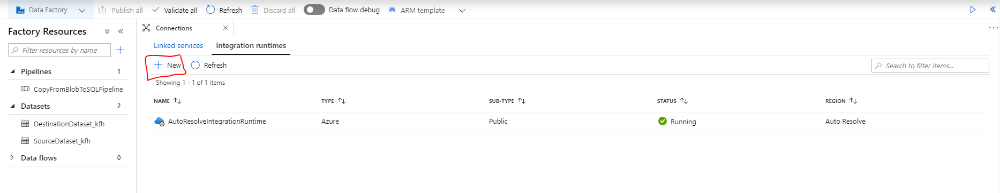 Data Factory Publish all Validate all Refresh Discard all Data flow debug ARM template
Factory Resources
Filter resources by name
Pipelines 1
CopyFromBlobToSQLPipeline
Datasets 2
DestinationDataset_kfh
SourceDataset_kfh
Data flows 0
Connections
Linked services Integration runtimes
New Refresh Search to filter items...
Showing 1 - 1 of 1 items
NAME TYPE SUB-TYPE STATUS REGION
AutoResolveIntegrationRuntime Azure Public Running Auto Resolve